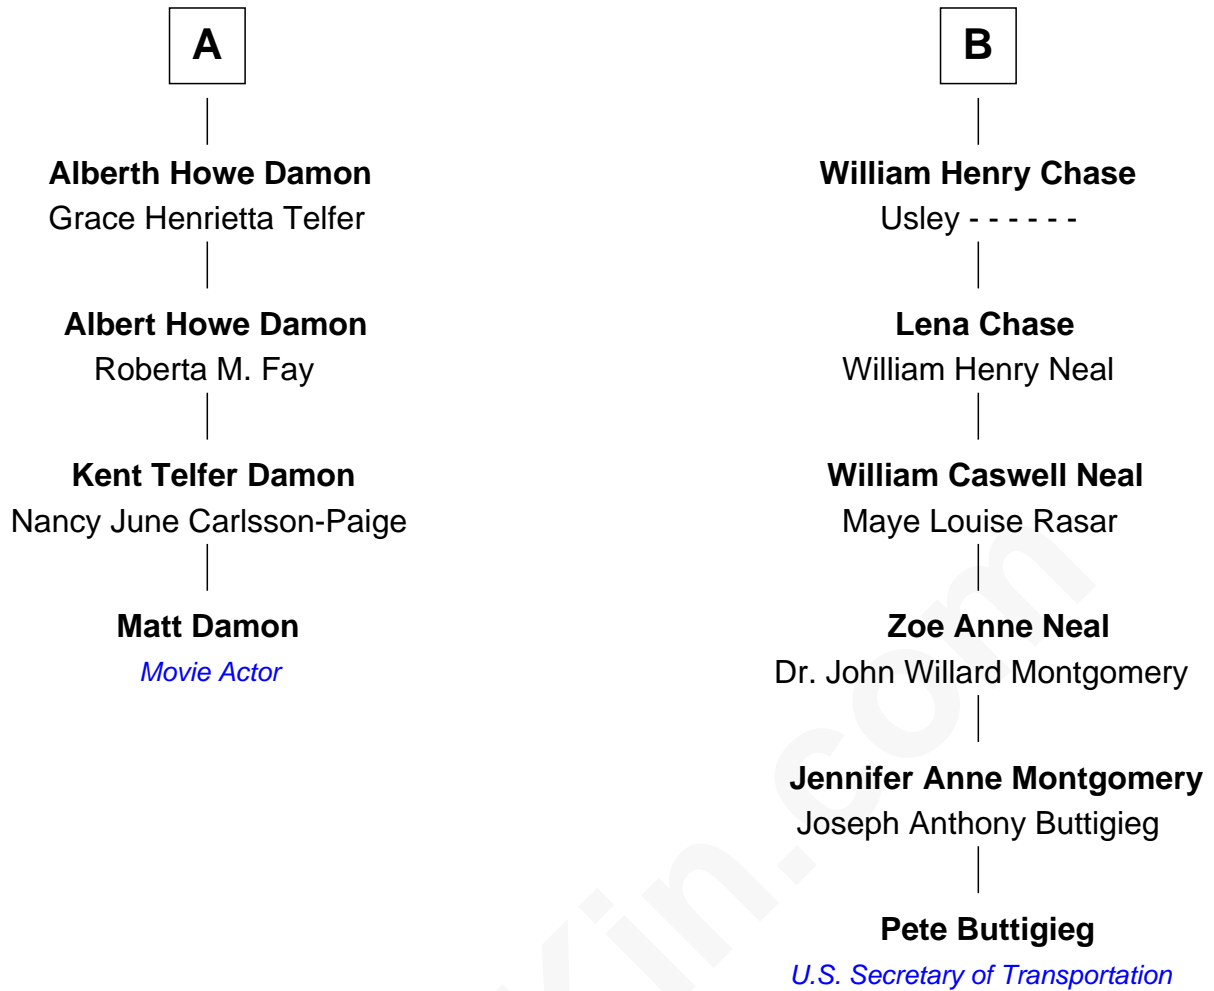 A
Alberth Howe Damon
Grace Henrietta Telfer
Albert Howe Damon
Roberta M. Fay
Kent Telfer Damon
Nancy June Carlsson-Paige
Matt Damon
Movie Actor
B
William Henry Chase
Usley - - - - - -
Lena Chase
William Henry Neal
William Caswell Neal
Maye Louise Rasar
Zoe Anne Neal
Dr. John Willard Montgomery
Jennifer Anne Montgomery
Joseph Anthony Buttigieg
Pete Buttigieg
U.S. Secretary of Transportation
Kin.com